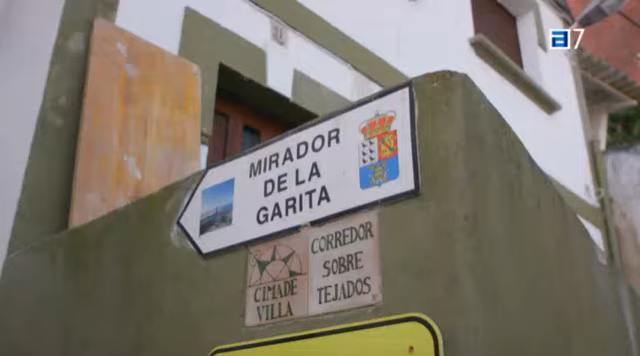 a7
MIRADOR
DE LA
GARITA
CIMADE
VILLA
CORREDOR
SOBRE
TEJADOS